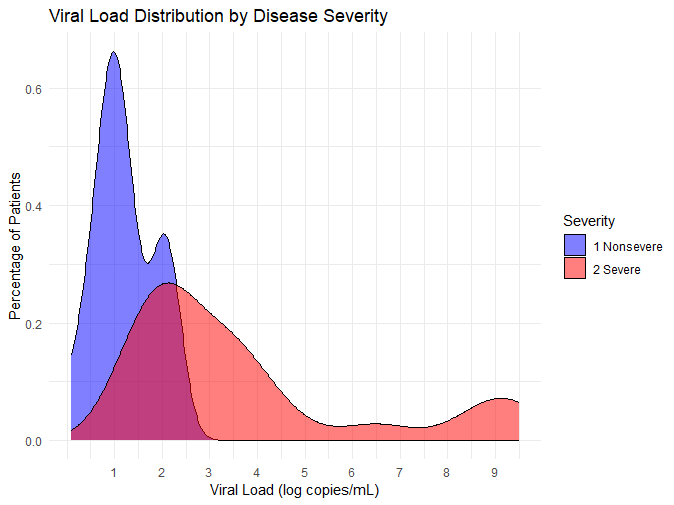 Viral Load Distribution by Disease Severity
Percentage of Patients
0.6
0.4
0.2
0.0
1 2 3 4 5 6 7 8 9
Viral Load (log copies/mL)
Severity
1 Nonsevere
2 Severe